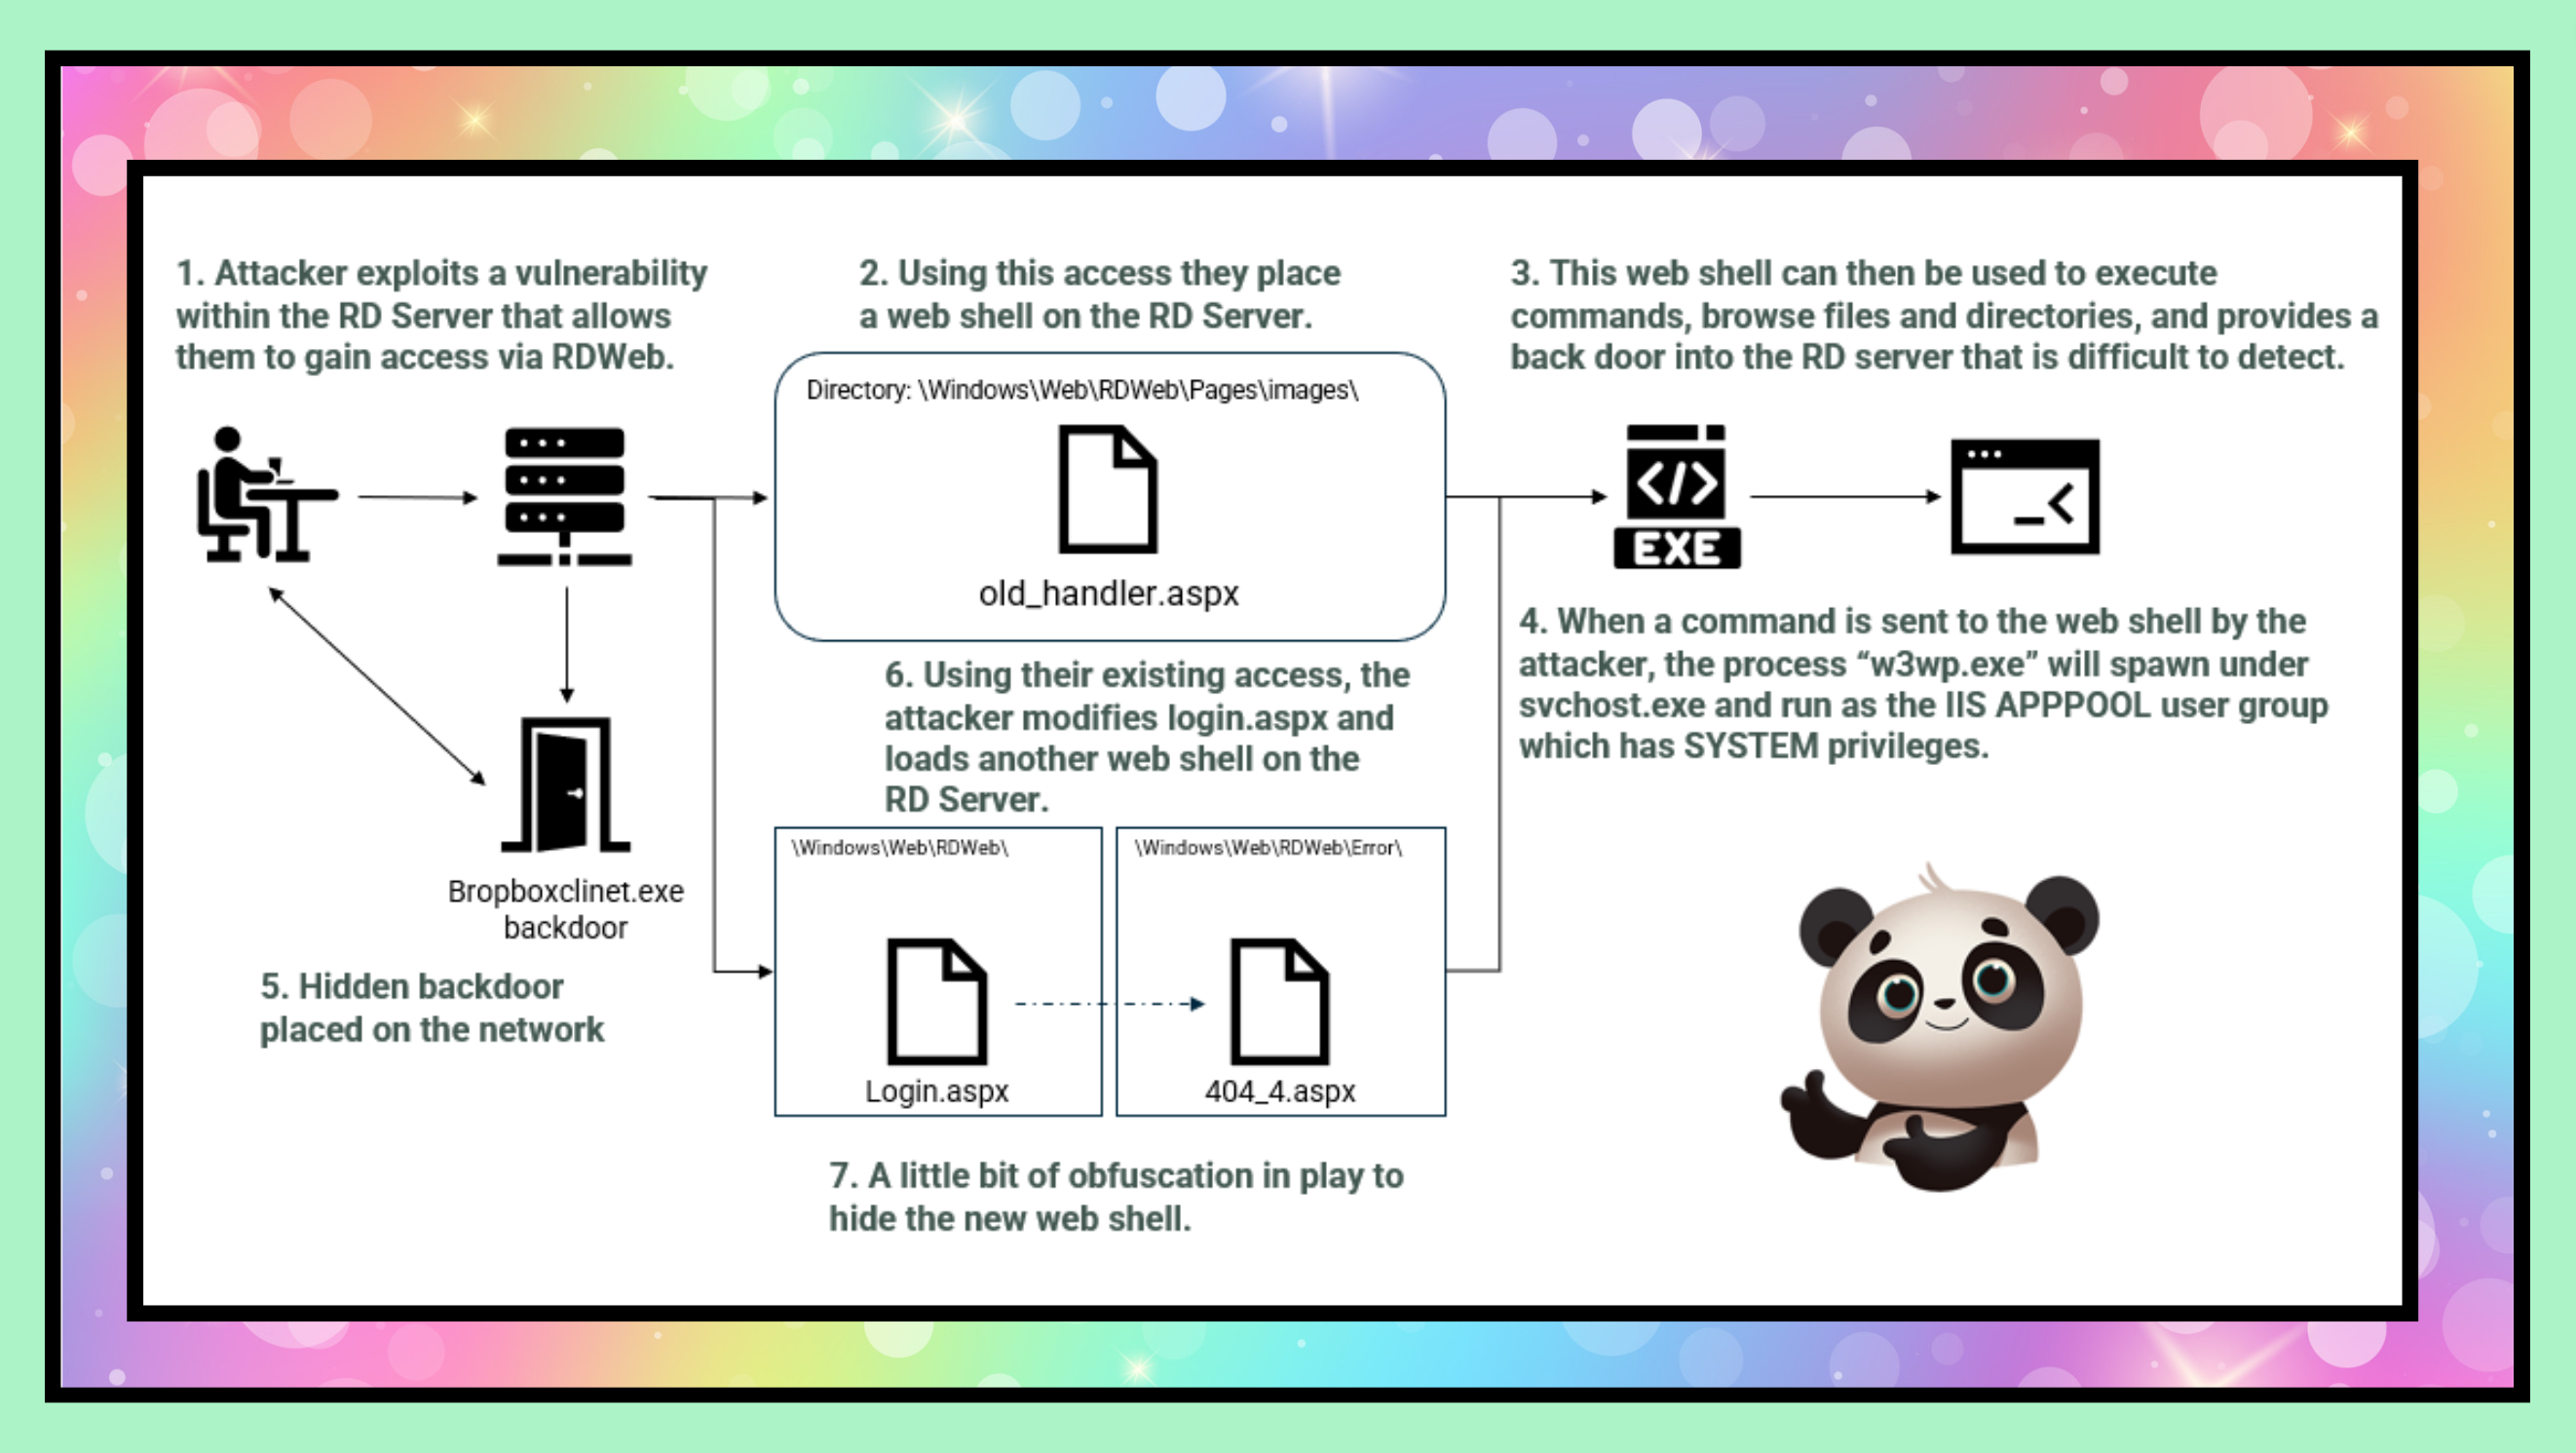 1. Attacker exploits a vulnerability
within the RD Server that allows
them to gain access via RDWeb.
2. Using this access they place
a web shell on the RD Server.
Directory: \Windows\Web\RDWeb\Pages\images\
old_handler.aspx
3. This web shell can then be used to execute
commands, browse files and directories, and provides a
back door into the RD server that is difficult to detect.
</>
EXE
_<
4. When a command is sent to the web shell by the
attacker, the process “w3wp.exe” will spawn under
svchost.exe and run as the IIS APPPOOL user group
which has SYSTEM privileges.
Bropboxclinet.exe
backdoor
5. Hidden backdoor
placed on the network
6. Using their existing access, the
attacker modifies login.aspx and
loads another web shell on the
RD Server.
\Windows\Web\RDWeb\
Login.aspx
\Windows\Web\RDWeb\Error\
404_4.aspx
7. A little bit of obfuscation in play to
hide the new web shell.